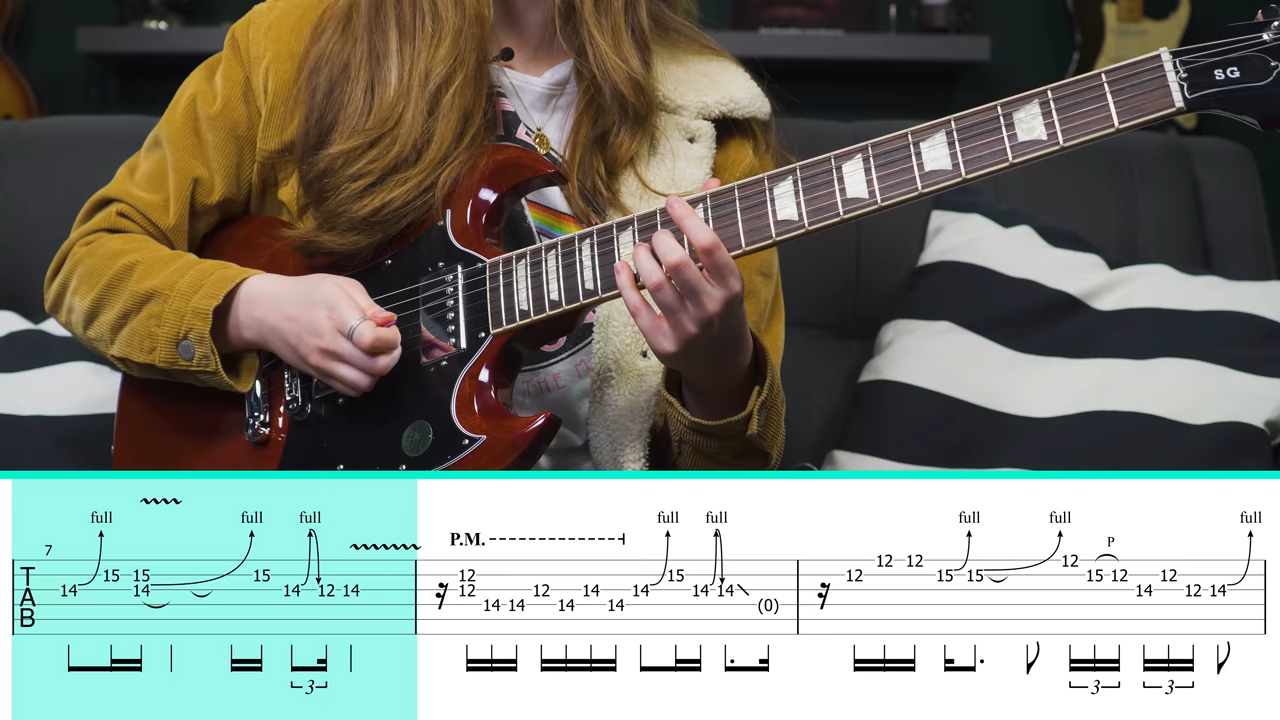 SG
THE M
full full full
P.M. full full
full full full
7
T
A
B
14 15 15 14 15 14 12 14
12 12 14 14 12 14 14 14 14 15 14 14 (0)
12 12 12 15 15 12 P 15 12 14 12 12 14
3
3 3